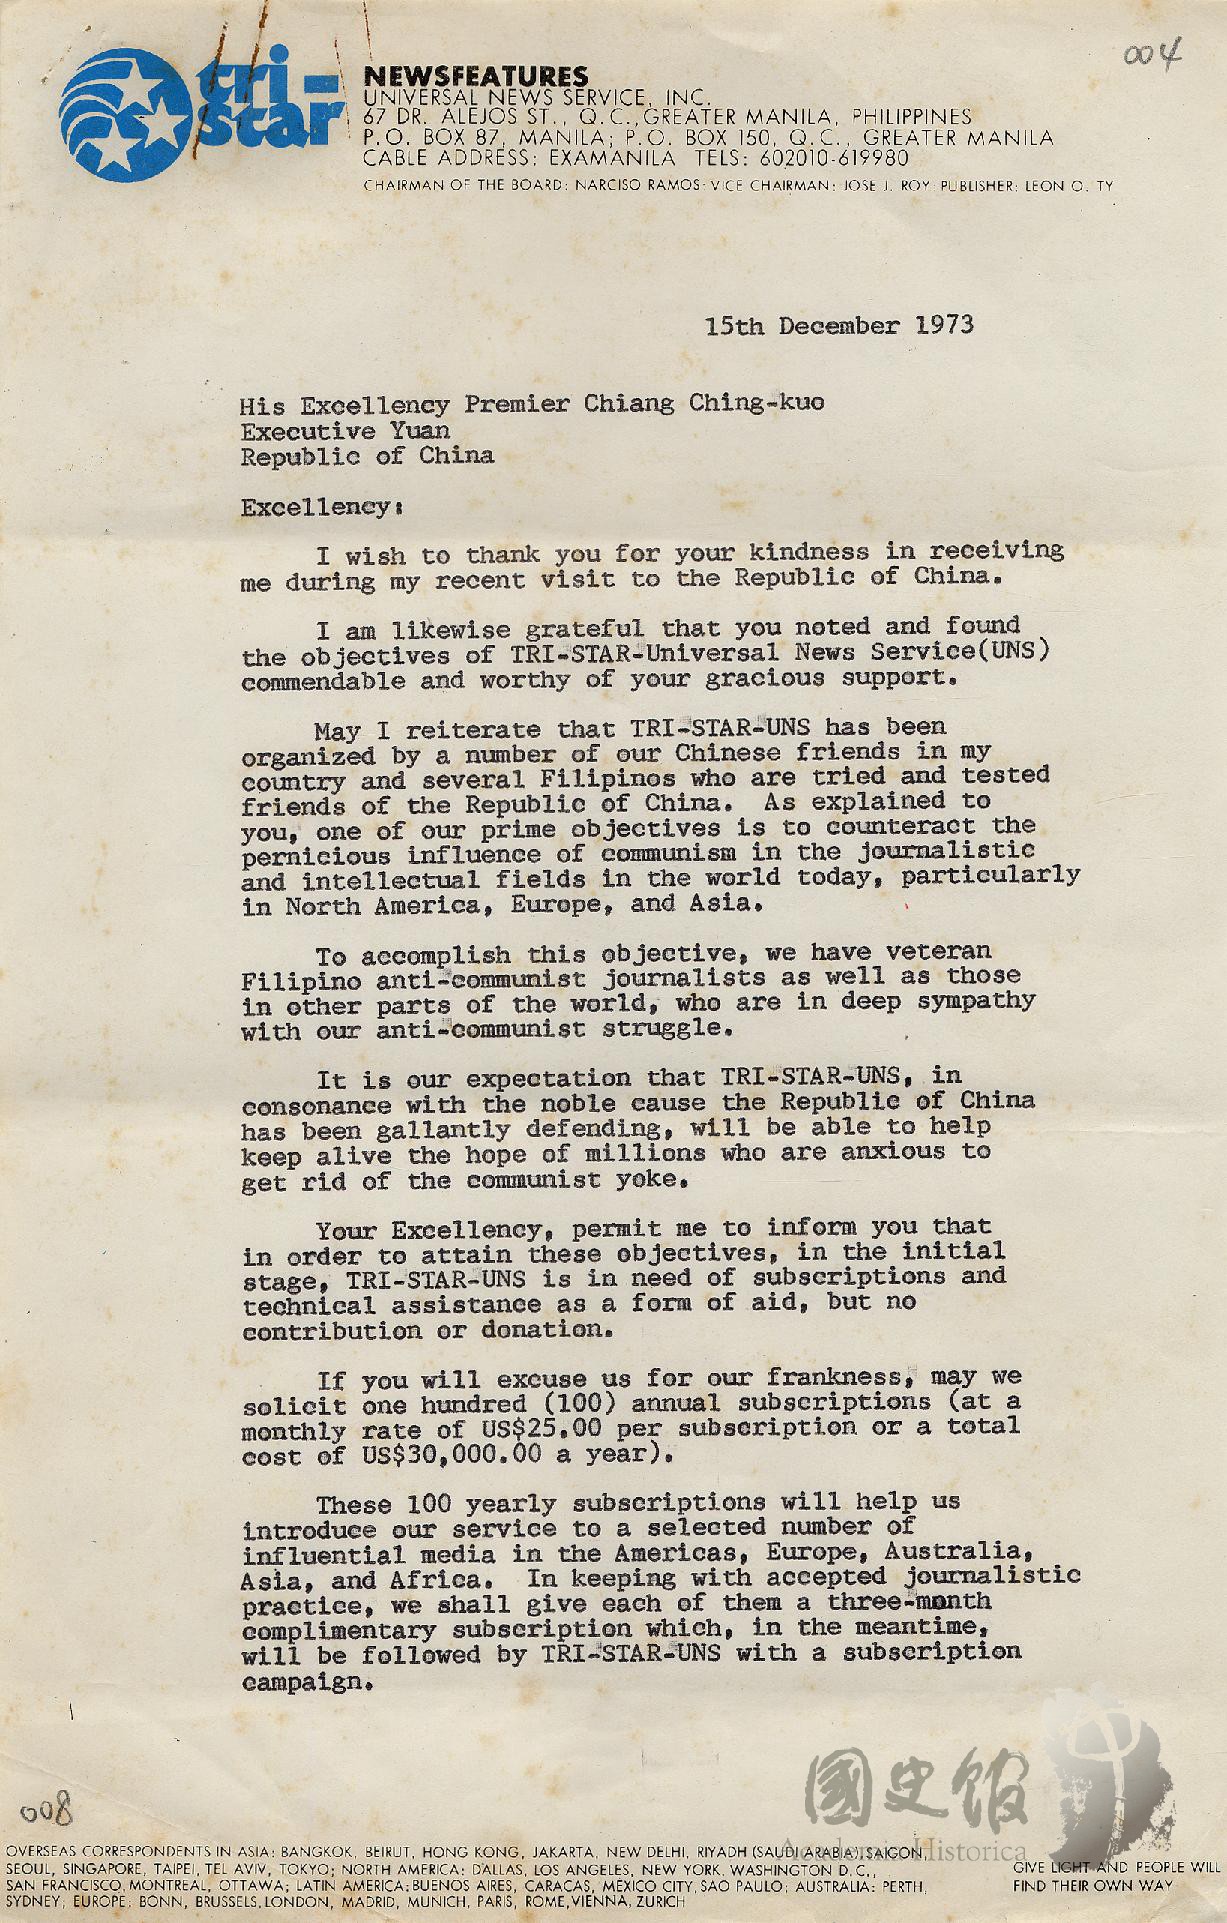 004
tri-star
NEWSFEATURES
UNIVERSAL NEWS SERVICE, INC.
67 DR. ALEJOS ST., Q.C., GREATER MANILA, PHILIPPINES
P.O. BOX 87, MANILA; P.O. BOX 150, Q.C., GREATER MANILA
CABLE ADDRESS: EXAMANILA TELS: 602010-619980
CHAIRMAN OF THE BOARD: NARCISO RAMOS· VICE CHAIRMAN: JOSE J. ROY· PUBLISHER: LEON O. TY
15th December 1973
His Excellency Premier Chiang Ching-kuo
Executive Yuan
Republic of China
Excellency:
I wish to thank you for your kindness in receiving
me during my recent visit to the Republic of China.
I am likewise grateful that you noted and found
the objectives of TRI-STAR-Universal News Service(UNS)
commendable and worthy of your gracious support.
May I reiterate that TRI-STAR-UNS has been
organized by a number of our Chinese friends in my
country and several Filipinos who are tried and tested
friends of the Republic of China. As explained to
you, one of our prime objectives is to counteract the
pernicious influence of communism in the journalistic
and intellectual fields in the world today, particularly
in North America, Europe, and Asia.
To accomplish this objective, we have veteran
Filipino anti-communist journalists as well as those
in other parts of the world, who are in deep sympathy
with our anti-communist struggle.
It is our expectation that TRI-STAR-UNS, in
consonance with the noble cause the Republic of China
has been gallantly defending, will be able to help
keep alive the hope of millions who are anxious to
get rid of the communist yoke.
Your Excellency, permit me to inform you that
in order to attain these objectives, in the initial
stage, TRI-STAR-UNS is in need of subscriptions and
technical assistance as a form of aid, but no
contribution or donation.
If you will excuse us for our frankness, may we
solicit one hundred (100) annual subscriptions (at a
monthly rate of US$25.00 per subscription or a total
cost of US$30,000.00 a year).
These 100 yearly subscriptions will help us
introduce our service to a selected number of
influential media in the Americas, Europe, Australia,
Asia, and Africa. In keeping with accepted journalistic
practice, we shall give each of them a three-month
complimentary subscription which, in the meantime,
will be followed by TRI-STAR-UNS with a subscription
campaign.
國史館
Academia Historica
008
OVERSEAS CORRESPONDENTS IN ASIA: BANGKOK, BEIRUT, HONG KONG, JAKARTA, NEW DELHI, RIYADH (SAUDI ARABIA), SAIGON,
SEOUL, SINGAPORE, TAIPEI, TEL AVIV, TOKYO; NORTH AMERICA: DALLAS, LOS ANGELES, NEW YORK, WASHINGTON D.C.,
SAN FRANCISCO, MONTREAL, OTTAWA; LATIN AMERICA: BUENOS AIRES, CARACAS, MEXICO CITY, SAO PAULO; AUSTRALIA: PERTH,
SYDNEY; EUROPE: BONN, BRUSSELS, LONDON, MADRID, MUNICH, PARIS, ROME, VIENNA, ZURICH
GIVE LIGHT AND PEOPLE WILL
FIND THEIR OWN WAY